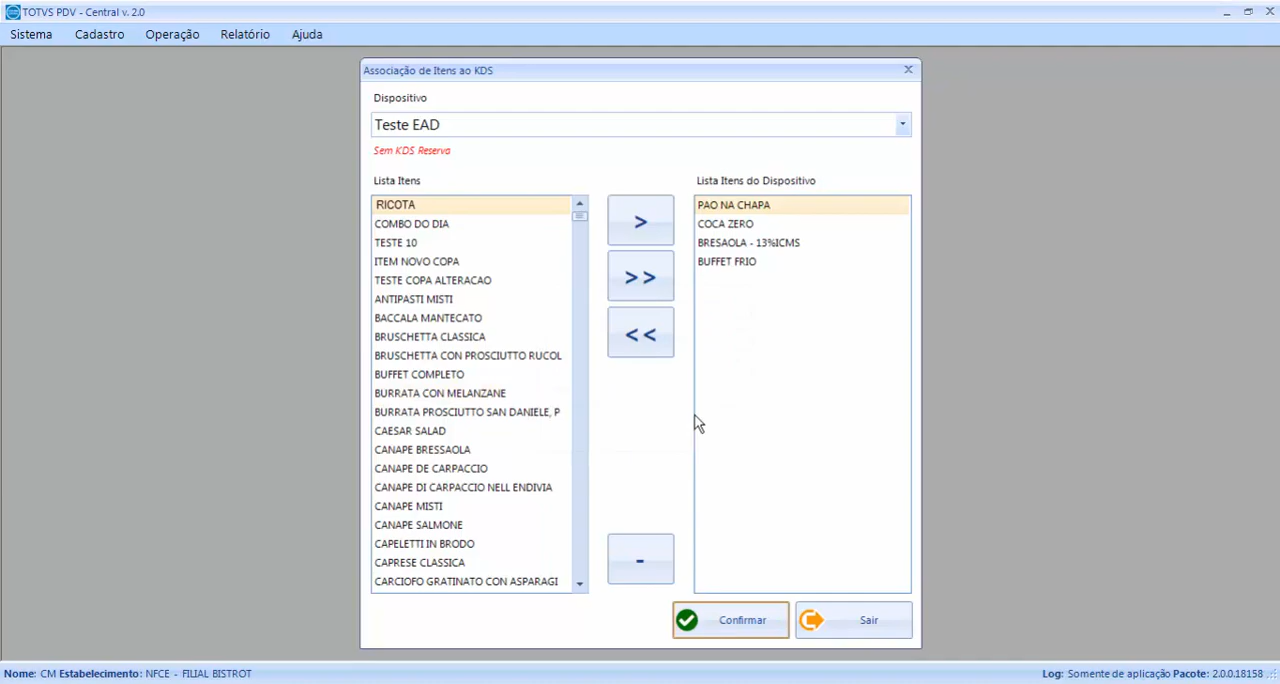 TOTVS PDV - Central v. 2.0
Sistema Cadastro Operação Relatório Ajuda
Associação de Itens ao KDS
Dispositivo
Teste EAD
Sem KDS Reserva
Lista Itens
RICOTA
COMBO DO DIA
TESTE 10
ITEM NOVO COPA
TESTE COPA ALTERACAO
ANTIPASTI MISTI
BACCALA MANTECATO
BRUSCHETTA CLASSICA
BRUSCHETTA CON PROSCIUTTO RUCOL
BUFFET COMPLETO
BURRATA CON MELANZANE
BURRATA PROSCIUTTO SAN DANIELE, P
CAESAR SALAD
CANAPE BRESSAOLA
CANAPE DE CARPACCIO
CANAPE DI CARPACCIO NELL ENDIVIA
CANAPE MISTI
CANAPE SALMONE
CAPELETTI IN BRODO
CAPRESE CLASSICA
CARCIOFO GRATINATO CON ASPARAGI
>
>>
<<
-
Lista Itens do Dispositivo
PAO NA CHAPA
COCA ZERO
BRESAOLA - 13%ICMS
BUFFET FRIO
Confirmar
Sair
Nome: CM Estabelecimento: NFCE - FILIAL BISTROT
Log: Somente de aplicação Pacote: 2.0.0.18158